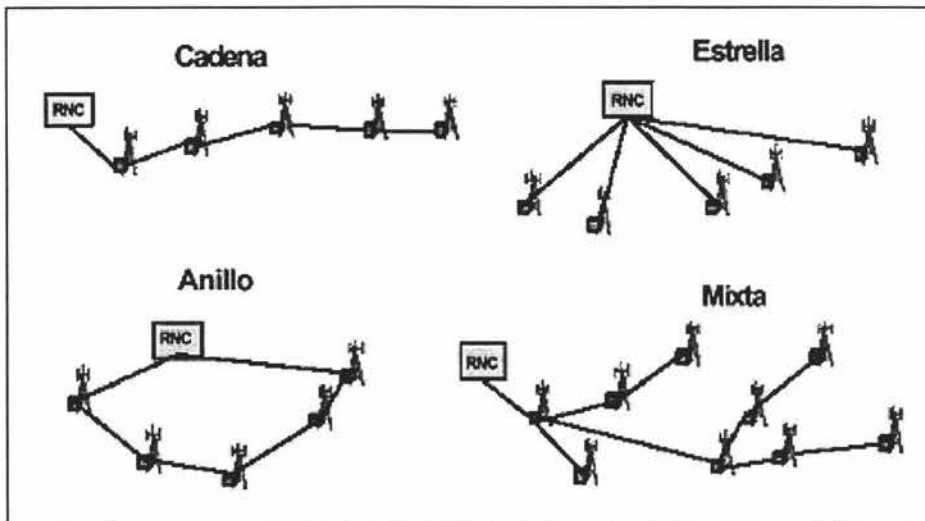 Cadena
RNC
Estrella
RNC
Anillo
RNC
Mixta
RNC